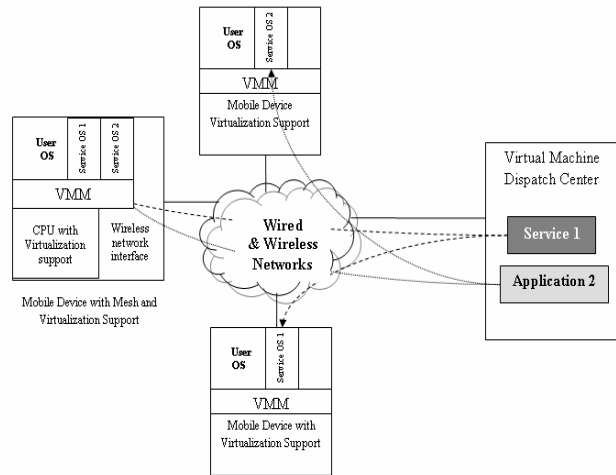 User
OS
Service OS 2
VMM
Mobile Device
Virtualization Support
User
OS
Service OS 1
Service OS 2
VMM
CPU with
Virtualization
support
Wireless
network
interface
Mobile Device with Mesh and
Virtualization Support
Wired
& Wireless
Networks
Virtual Machine
Dispatch Center
Service 1
Application 2
User
OS
Service OS 1
VMM
Mobile Device with
Virtualization Support